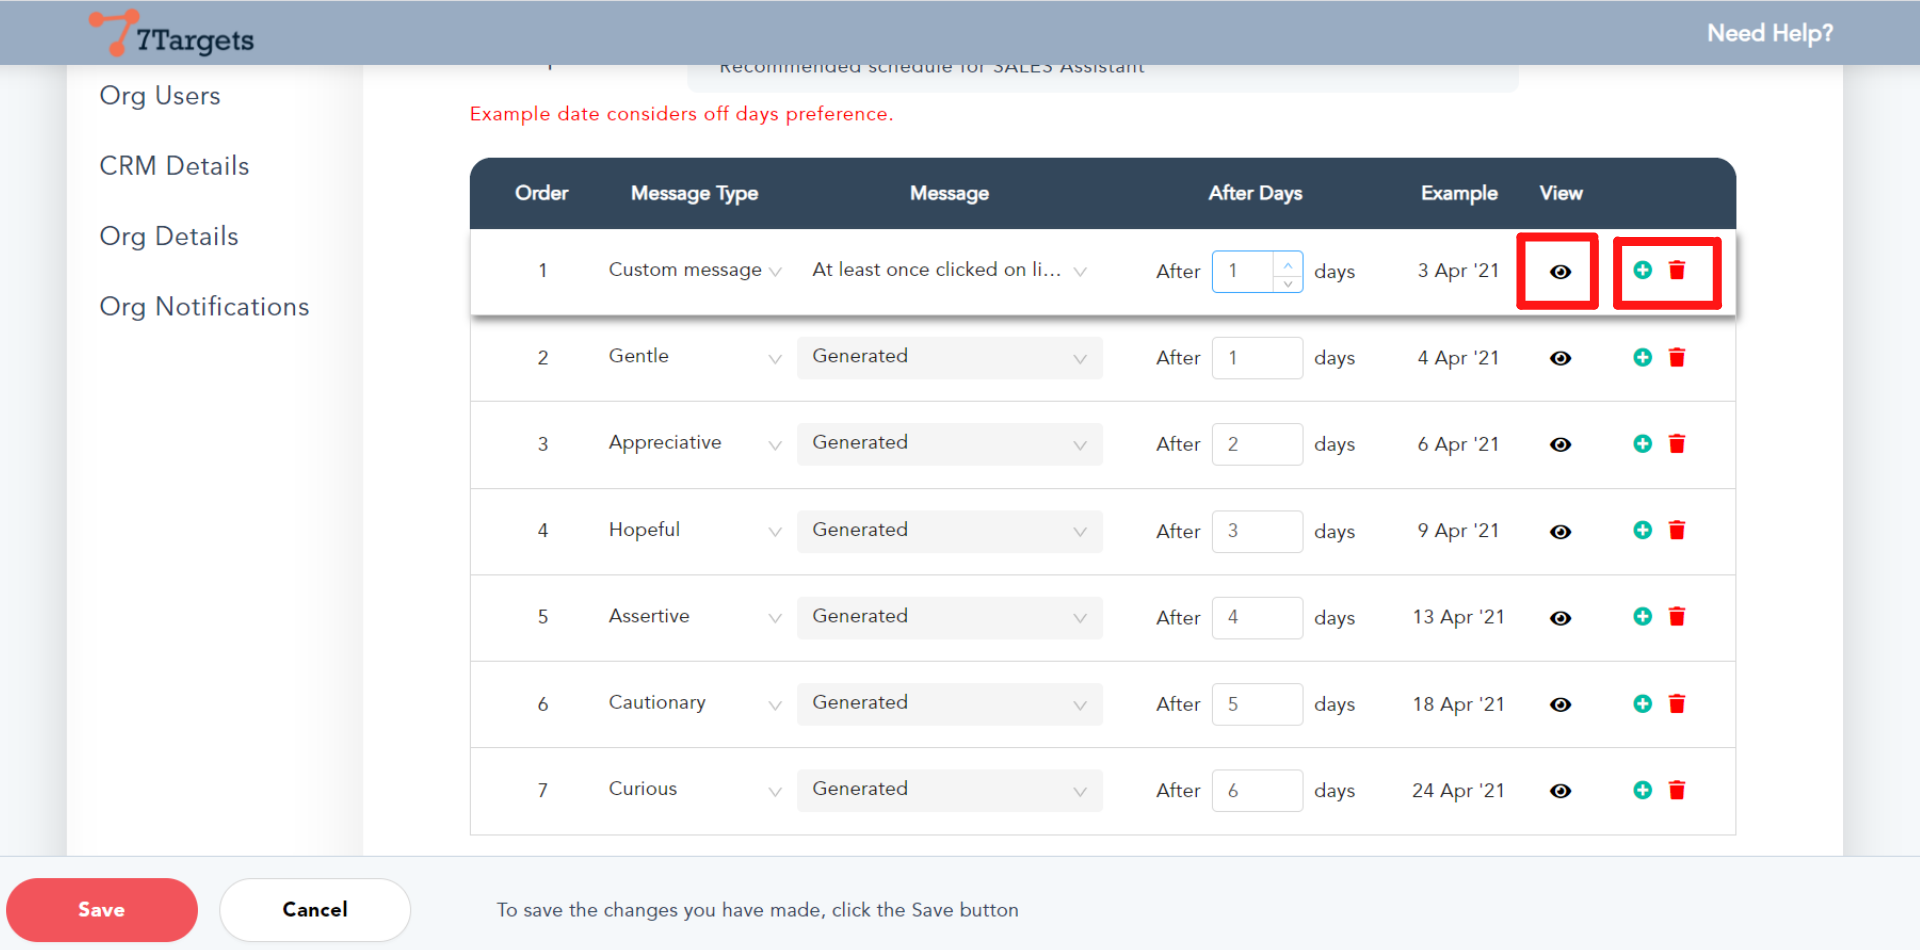 7Targets
Need Help?
Recommended schedule for SALES Assistant
Org Users
Example date considers off days preference.
CRM Details
Org Details
Org Notifications
Order Message Type Message After Days Example View
1 Custom message At least once clicked on li... After 1 days 3 Apr '21
2 Gentle Generated After 1 days 4 Apr '21
3 Appreciative Generated After 2 days 6 Apr '21
4 Hopeful Generated After 3 days 9 Apr '21
5 Assertive Generated After 4 days 13 Apr '21
6 Cautionary Generated After 5 days 18 Apr '21
7 Curious Generated After 6 days 24 Apr '21
Save Cancel To save the changes you have made, click the Save button